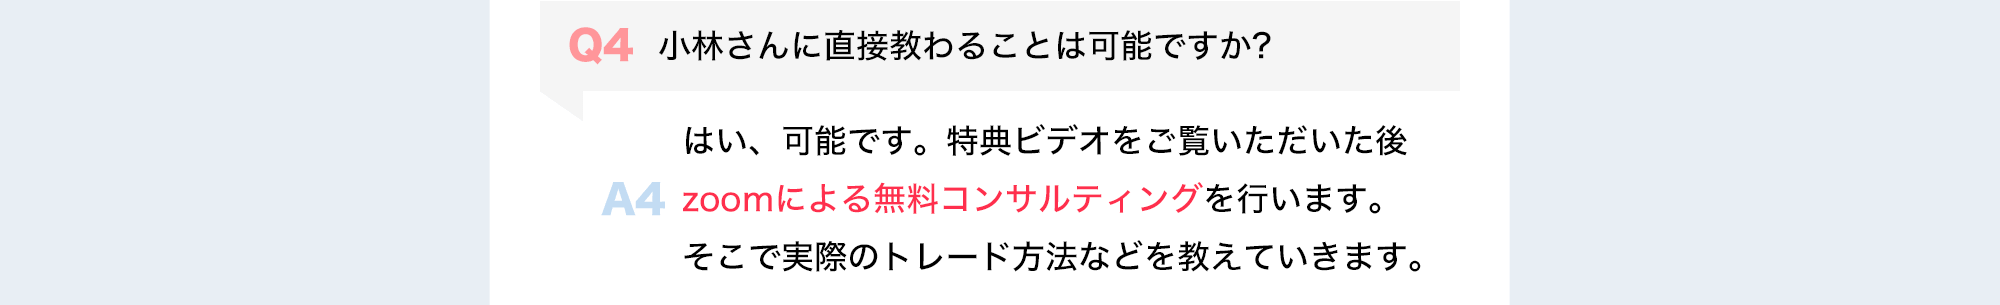 Q4 小林さんに直接教わることは可能ですか?
はい、可能です。特典ビデオをご覧いただいた後
A4 zoomによる無料コンサルティングを行います。
そこで実際のトレード方法などを教えていきます。